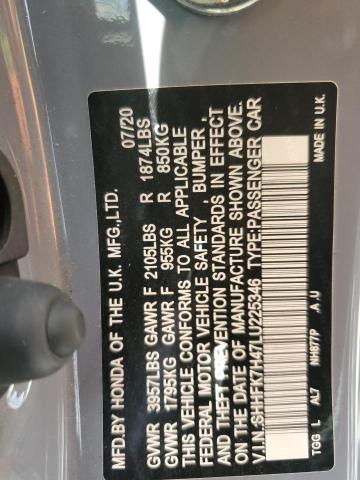 MFD.BY HONDA OF THE U.K. MFG.,LTD. 07/20
GVWR 3957LBS GAWR F 2105LBS R 1874LBS
GVWR 1795KG GAWR F 955KG R 850KG
THIS VEHICLE CONFORMS TO ALL APPLICABLE
FEDERAL MOTOR VEHICLE SAFETY , BUMPER ,
AND THEFT PREVENTION STANDARDS IN EFFECT
ON THE DATE OF MANUFACTURE SHOWN ABOVE.
V.I.N:SHHFK7H47LU225346 TYPE:PASSENGER CAR
TGG L AL7 NH877P A U MADE IN U.K.